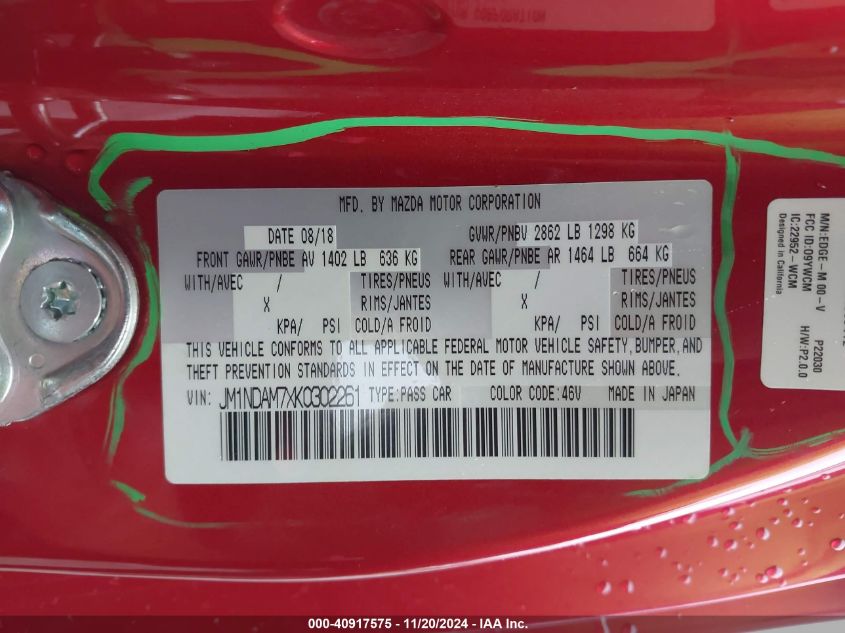 MFD. BY MAZDA MOTOR CORPORATION
DATE 08/18 GVWR/PNBV 2862 LB 1298 KG
FRONT GAWR/PNBE AV 1402 LB 636 KG REAR GAWR/PNBE AR 1464 LB 664 KG
WITH/AVEC / TIRES/PNEUS WITH/AVEC / TIRES/PNEUS
X RIMS/JANTES X RIMS/JANTES
KPA/ PSI COLD/A FROID KPA/ PSI COLD/A FROID
THIS VEHICLE CONFORMS TO ALL APPLICABLE FEDERAL MOTOR VEHICLE SAFETY,BUMPER,AND
THEFT PREVENTION STANDARDS IN EFFECT ON THE DATE OF MANUFACTURE SHOWN ABOVE.
VIN: JM1NDAM7XK0302261 TYPE:PASS CAR COLOR CODE:46V MADE IN JAPAN
M/N:EDGE-M 00-V P22030
FCC ID:O9YWCM H/W:P2.0.0
IC:22952-WCM
Designed in California
000-40917575 - 11/20/2024 - IAA Inc.